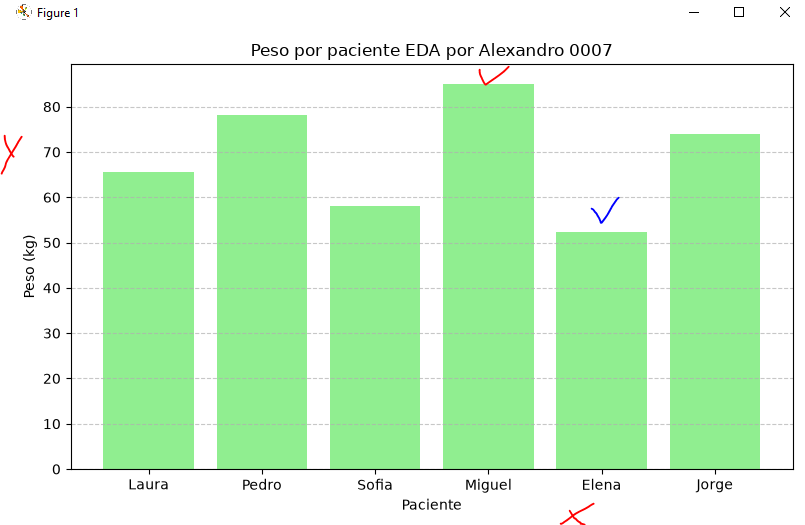 Figure 1
Peso por paciente EDA por Alexandro 0007
80
70
60
50
40
30
20
10
0
Peso (kg)
Laura Pedro Sofia Miguel Elena Jorge
Paciente